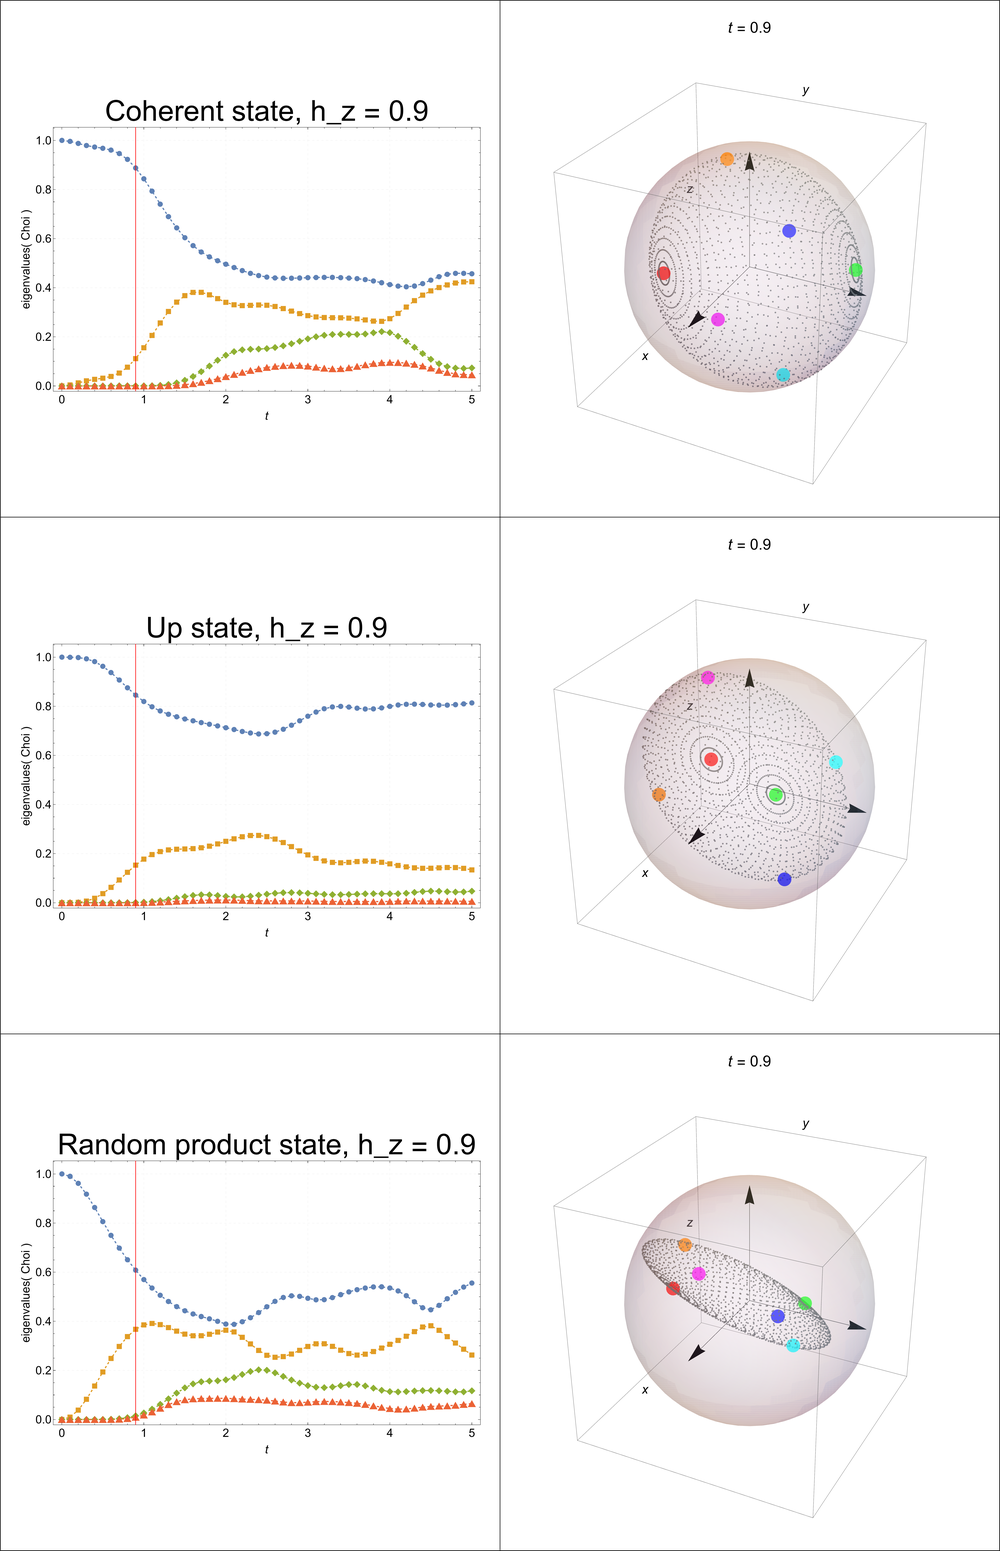 Coherent state, h_z = 0.9
eigenvalues( Choi )
1.0
0.8
0.6
0.4
0.2
0.0
0 1 2 3 4 5
t
t = 0.9
y
z
x
Up state, h_z = 0.9
eigenvalues( Choi )
1.0
0.8
0.6
0.4
0.2
0.0
0 1 2 3 4 5
t
t = 0.9
y
z
x
Random product state, h_z = 0.9
eigenvalues( Choi )
1.0
0.8
0.6
0.4
0.2
0.0
0 1 2 3 4 5
t
t = 0.9
y
z
x